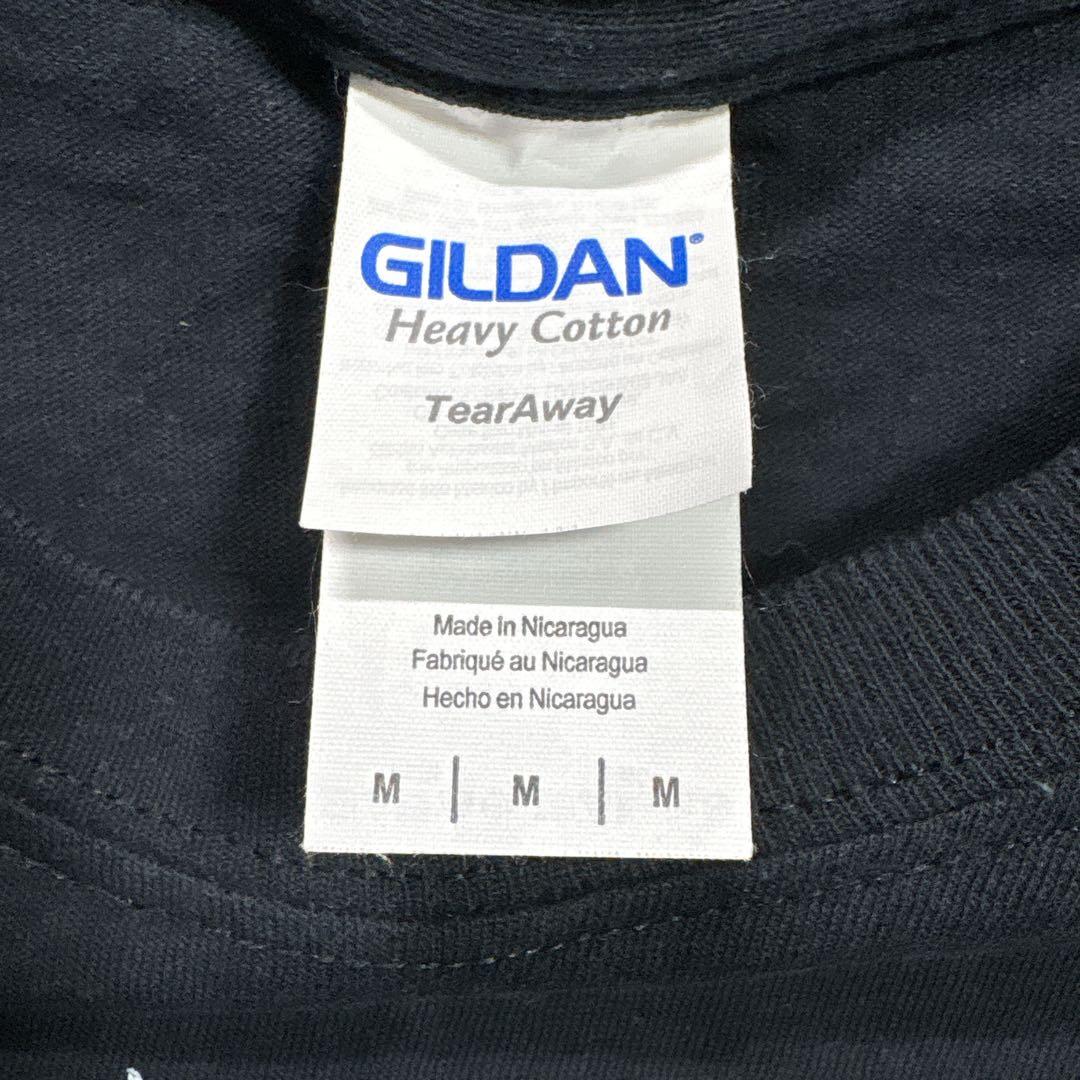 GILDAN®
Heavy Cotton
TearAway
Made in Nicaragua
Fabriqué au Nicaragua
Hecho en Nicaragua
M | M | M